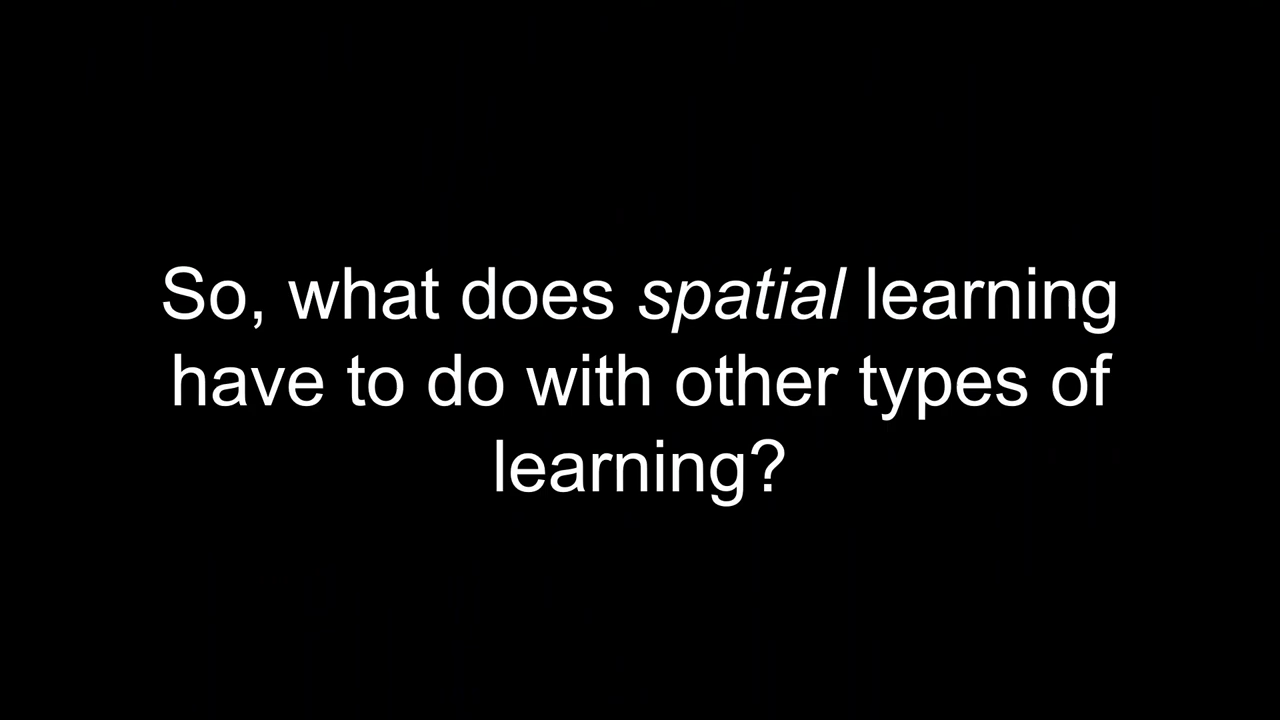 So, what does spatial learning
have to do with other types of
learning?